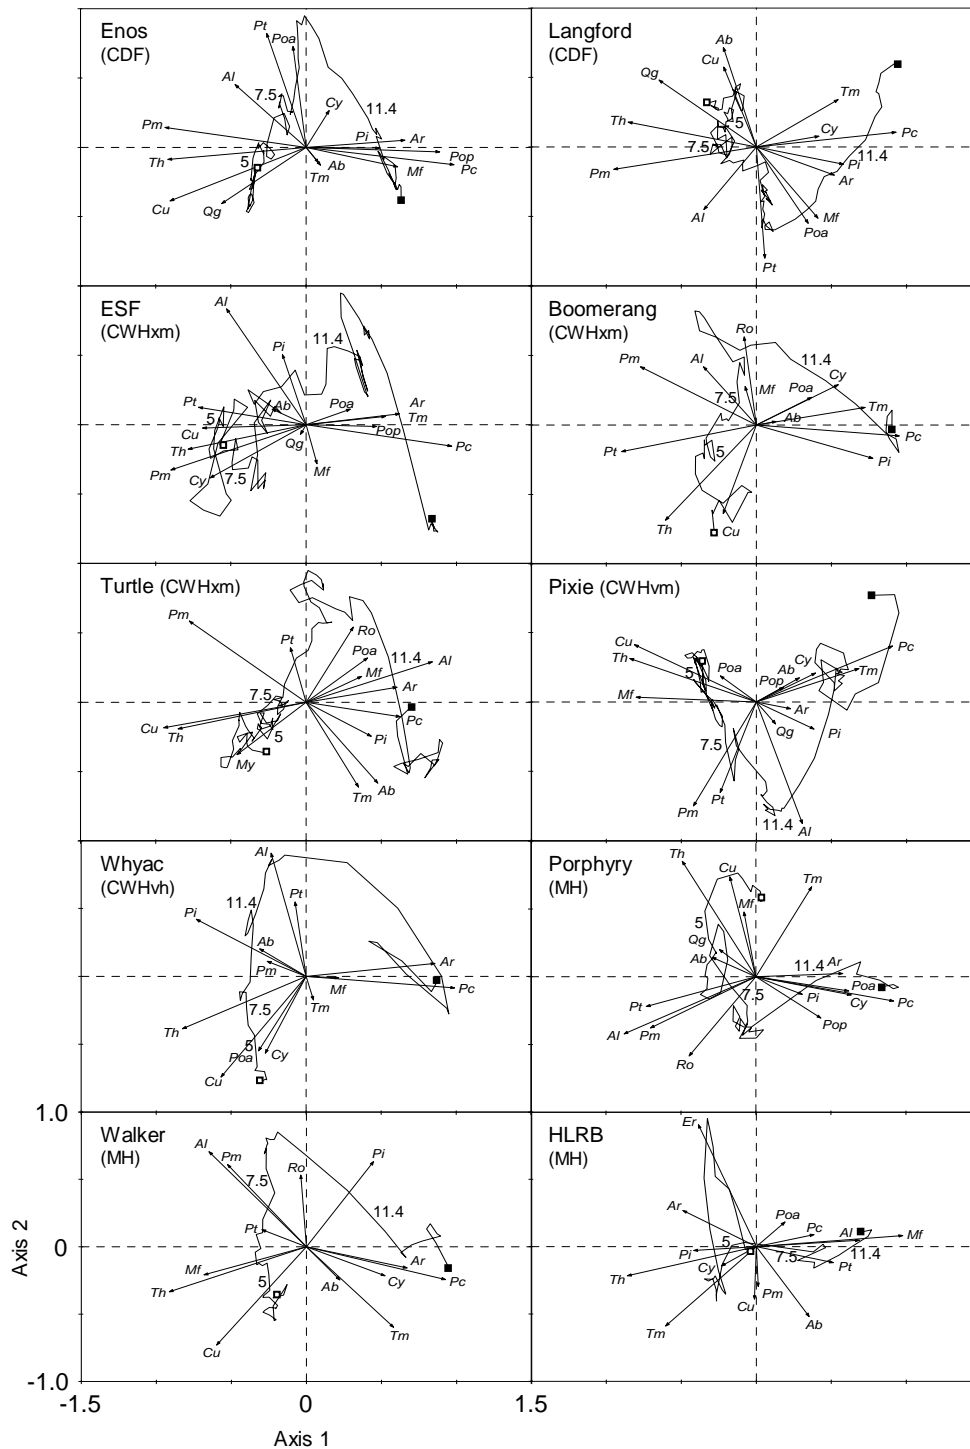 Enos
(CDF)
Pt
Poa
Al
7.5
Cy
11.4
Pm
Pi
Ar
Th
5
Ab
Pop
Tm
Mf
Pc
Cu
Qg
Langford
(CDF)
Ab
Cu
Qg
Tm
Th
5
Cy
Pc
7.5
Pi
11.4
Pm
Ar
Al
Mf
Poa
Pt
ESF
(CWHxm)
Al
11.4
Pi
Pt
Ab
Poa
Ar
5
Tm
Cu
Pop
Qg
Th
Pc
Pm
Mf
Cy
7.5
Boomerang
(CWHxm)
Ro
Pm
Al
11.4
Cy
Mf
Poa
7.5
Tm
Ab
Pc
Pt
5
Pi
Th
Cu
Turtle (CWHxm)
Pm
Ro
Pt
Poa
11.4
Al
Mf
7.5
Ar
Pc
Cu
Th
5
Pi
My
Tm
Ab
Pixie (CWHvm)
Cu
Pc
Th
Ab
Cy
5
Poa
Pop
Tm
Mf
Ar
Qg
Pi
7.5
Pt
Pm
11.4
Al
Whyac
(CWHvh)
Al
11.4
Pt
Pi
Ab
Ar
Pm
Mf
Pc
Tm
7.5
Th
5
Poa
Cy
Cu
Porphyry
(MH)
Th
Cu
Tm
Mf
5
Qg
Ab
11.4
Ar
7.5
Pi
Poa
Pt
Cy
Pc
Al
Pm
Pop
Ro
1.0
Walker
(MH)
Al
Pm
Ro
Pi
7.5
11.4
Pt
Ar
Mf
5
Cy
Pc
Th
Ab
Tm
Cu
HLRB
(MH)
Er
Ar
Poa
Pc
Al
Mf
Pi
7.5
11.4
Cy
Pt
Th
Pm
Cu
Tm
Ab
Axis 2
0
-1.0
-1.5
0
1.5
Axis 1